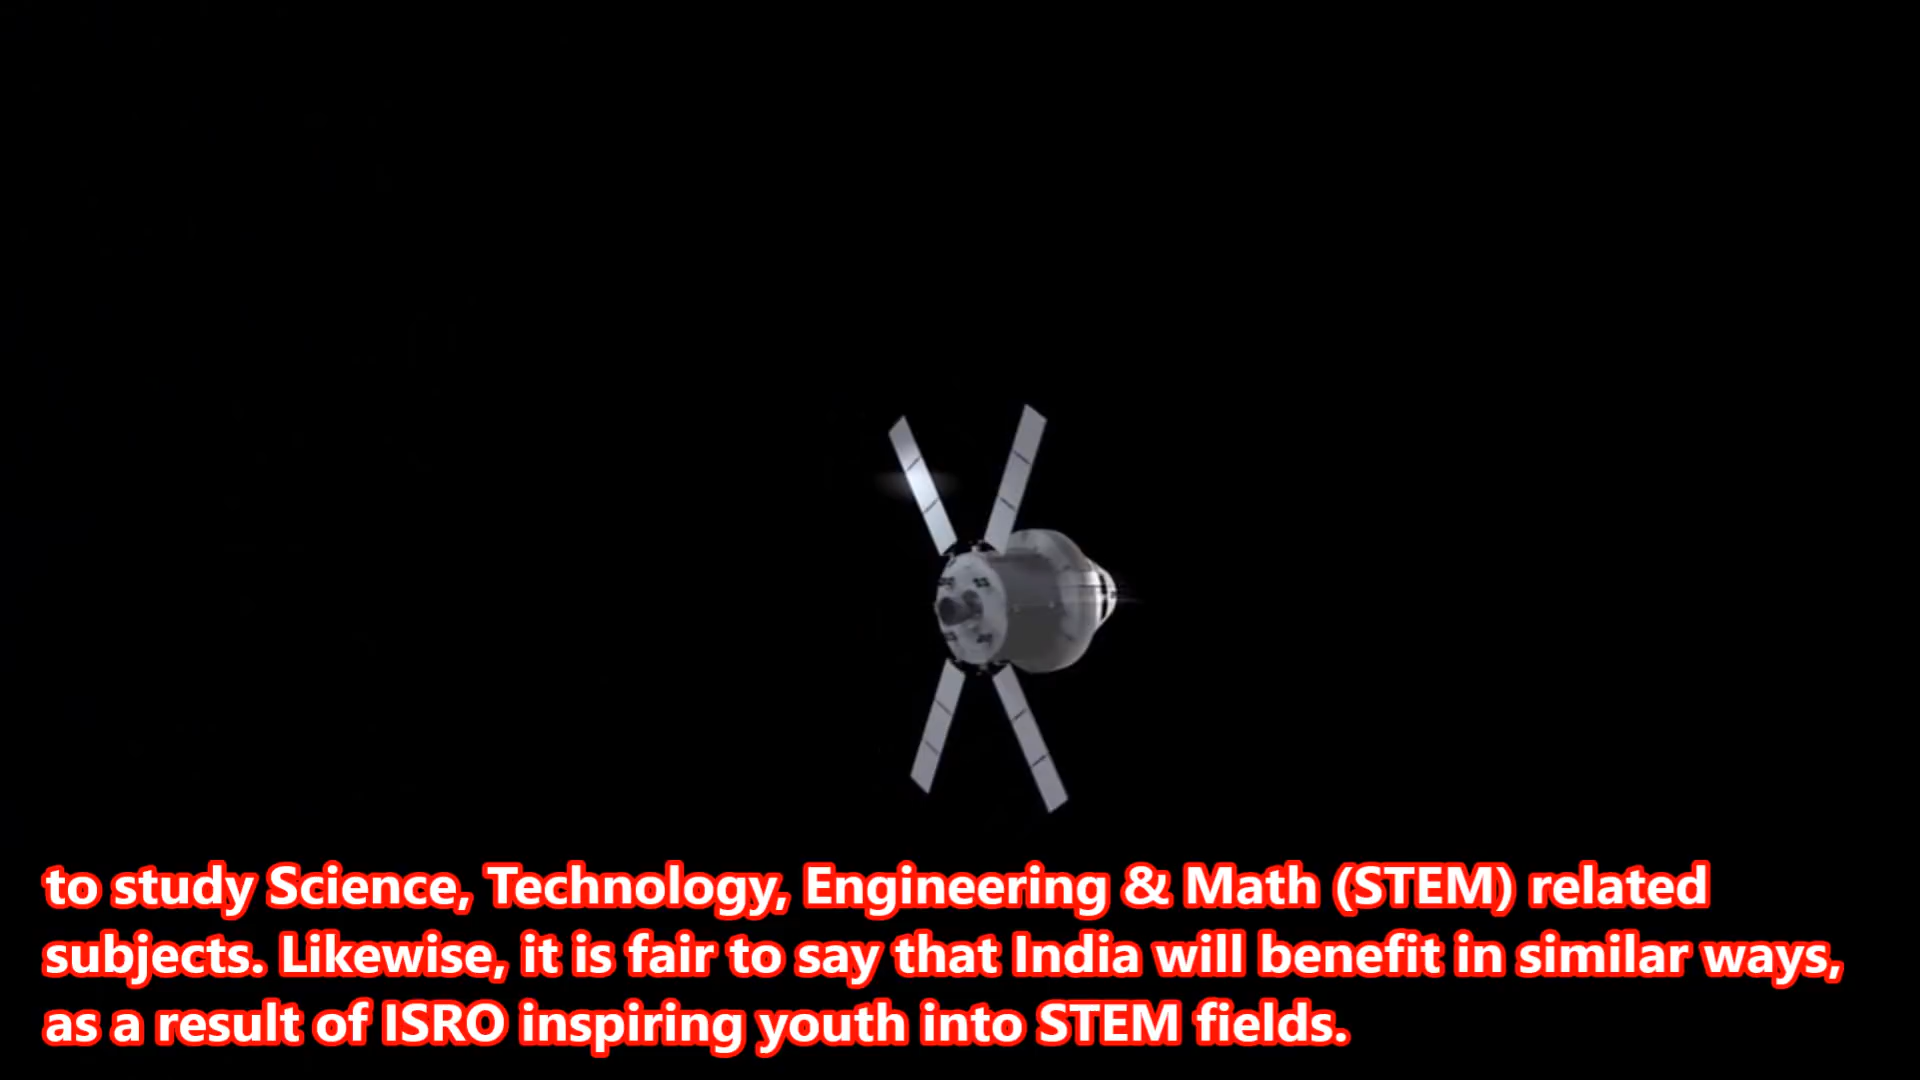 to study Science, Technology, Engineering & Math (STEM) related
subjects. Likewise, it is fair to say that India will benefit in similar ways,
as a result of ISRO inspiring youth into STEM fields.